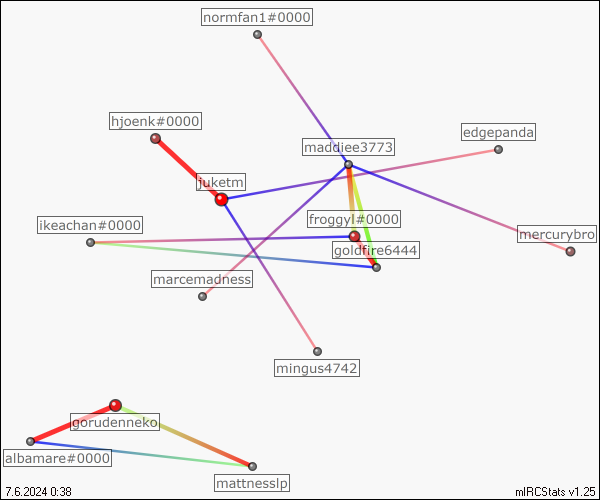 normfan1#0000
hjoenk#0000
edgepanda
maddiee3773
juketm
froggyl#0000
ikeachan#0000
mercurybro
goldfire6444
marcemadness
mingus4742
gorudenneko
albamare#0000
mattnesslp
7.6.2024 0:38
mIRCStats v1.25